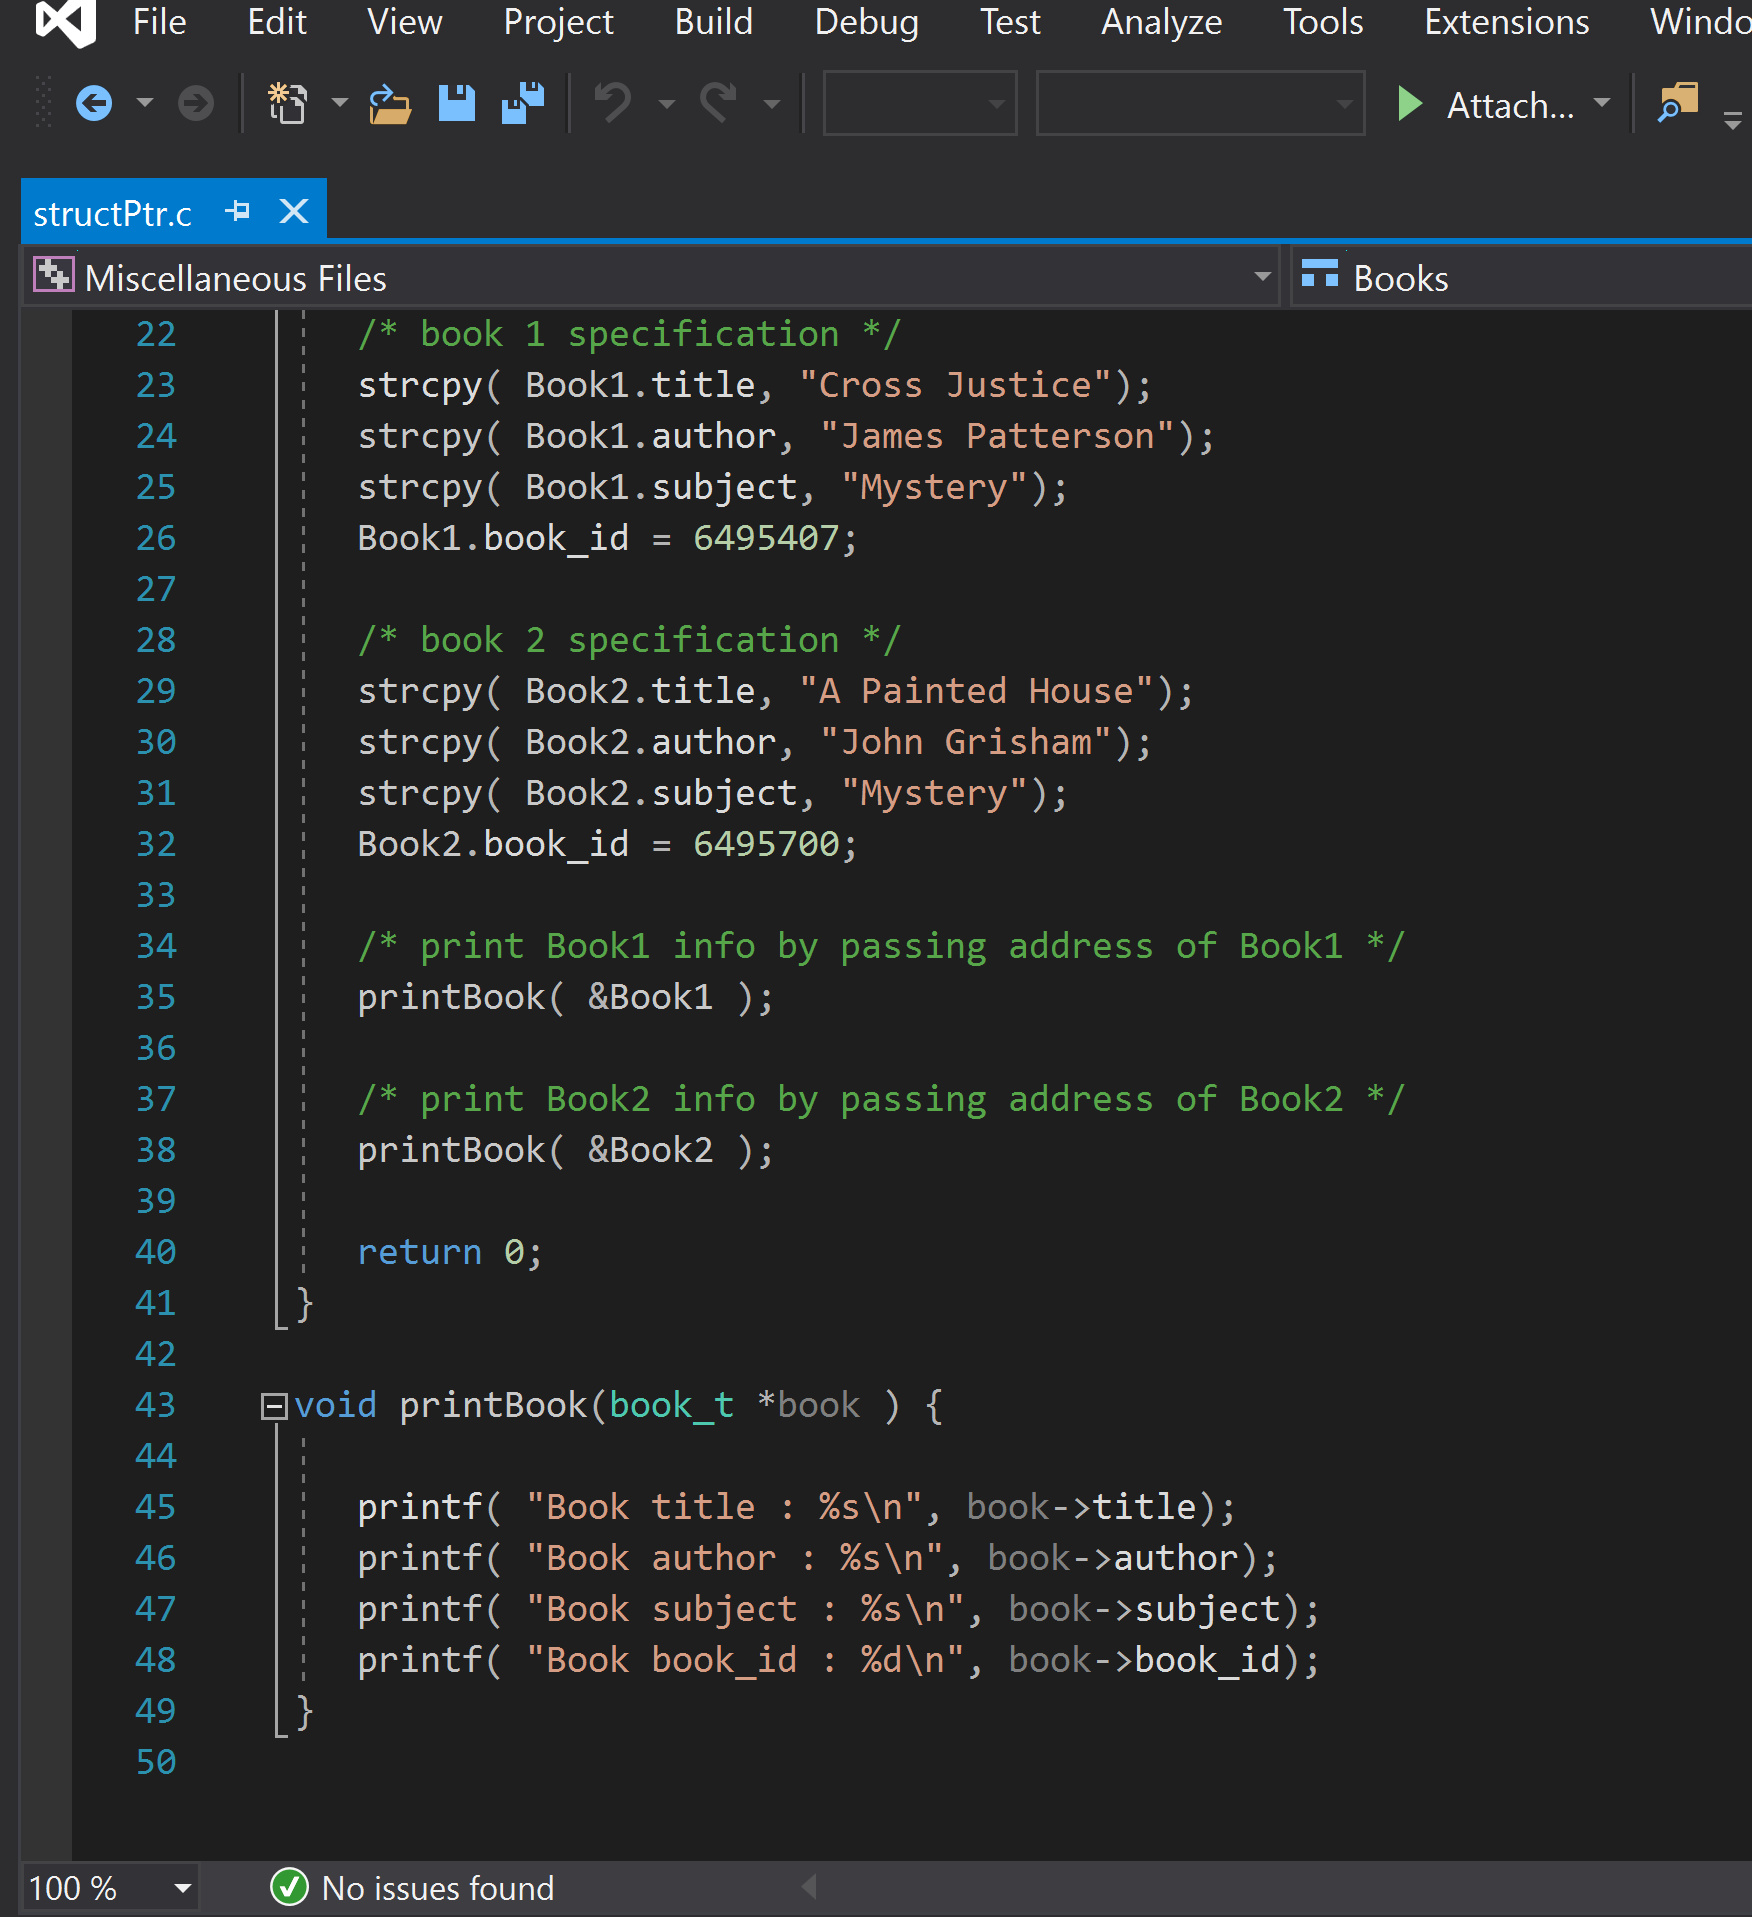 File Edit View Project Build Debug Test Analyze Tools Extensions Windo
Attach...
structPtr.c
Miscellaneous Files Books
22 /* book 1 specification */
23 strcpy( Book1.title, "Cross Justice");
24 strcpy( Book1.author, "James Patterson");
25 strcpy( Book1.subject, "Mystery");
26 Book1.book_id = 6495407;
27
28 /* book 2 specification */
29 strcpy( Book2.title, "A Painted House");
30 strcpy( Book2.author, "John Grisham");
31 strcpy( Book2.subject, "Mystery");
32 Book2.book_id = 6495700;
33
34 /* print Book1 info by passing address of Book1 */
35 printBook( &Book1 );
36
37 /* print Book2 info by passing address of Book2 */
38 printBook( &Book2 );
39
40 return 0;
41 }
42
43 void printBook(book_t *book ) {
44
45 printf( "Book title : %s\n", book->title);
46 printf( "Book author : %s\n", book->author);
47 printf( "Book subject : %s\n", book->subject);
48 printf( "Book book_id : %d\n", book->book_id);
49 }
50
100 % No issues found